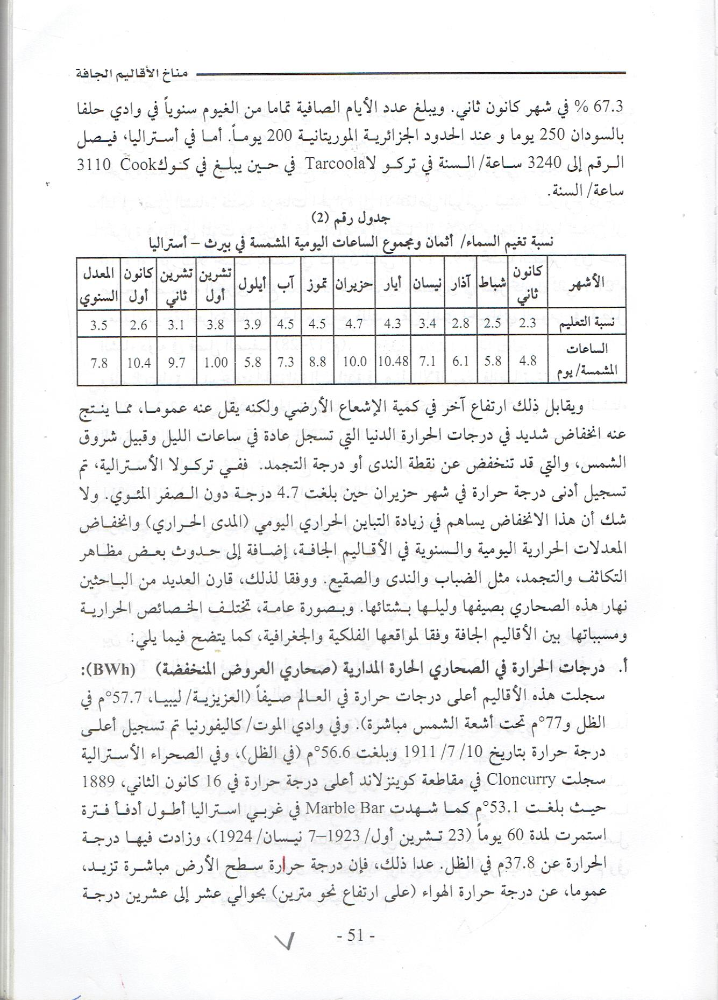 مناخ الأقاليم الجافة
67.3 % في شهر كانون ثاني. ويبلغ عدد الأيام الصافية تماما من الغيوم سنوياً في وادي حلفا
بالسودان 250 يوما و عند الحدود الجزائرية الموريتانية 200 يوماً. أما في أستراليا، فيصل
الرقم إلى 3240 ساعة/ السنة في تركو لاTarcoola في حين يبلغ في كوكCook 3110
ساعة/ السنة.
جدول رقم (2)
نسبة تغيم السماء/ أثمان ومجموع الساعات اليومية المشمسة في بيرث – أستراليا
الأشهر كانون ثاني شباط آذار نيسان أيار حزيران تموز آب أيلول تشرين أول تشرين ثاني كانون أول المعدل السنوي
نسبة التعليم 2.3 2.5 2.8 3.4 4.3 4.7 4.5 4.5 3.9 3.8 3.1 2.6 3.5
الساعات المشمسة/ يوم 4.8 5.8 6.1 7.1 10.48 10.0 8.8 7.3 5.8 1.00 9.7 10.4 7.8
ويقابل ذلك ارتفاع آخر في كمية الإشعاع الأرضي ولكنه يقل عنه عموما، مما ينتج
عنه انخفاض شديد في درجات الحرارة الدنيا التي تسجل عادة في ساعات الليل وقبيل شروق
الشمس، والتي قد تنخفض عن نقطة الندى أو درجة التجمد. ففي تركولا الأسترالية، تم
تسجيل أدنى درجة حرارة في شهر حزيران حين بلغت 4.7 درجة دون الصفر المئوي. ولا
شك أن هذا الانخفاض يساهم في زيادة التباين الحراري اليومي (المدى الحراري) وانخفاض
المعدلات الحرارية اليومية والسنوية في الأقاليم الجافة، إضافة إلى حدوث بعض مظاهر
التكاثف والتجمد، مثل الضباب والندى والصقيع. ووفقا لذلك، قارن العديد من الباحثين
نهار هذه الصحاري بصيفها وليلها بشتائها. وبصورة عامة، تختلف الخصائص الحرارية
ومسبباتها بين الأقاليم الجافة وفقا لمواقعها الفلكية والجغرافية، كما يتضح فيما يلي:
أ. درجات الحرارة في الصحاري الحارة المدارية (صحاري العروض المنخفضة) (BWh):
سجلت هذه الأقاليم أعلى درجات حرارة في العالم صيفاً (العزيزية/ ليبيا، 57.7°م في
الظل و77°م تحت أشعة الشمس مباشرة). وفي وادي الموت/ كاليفورنيا تم تسجيل أعلى
درجة حرارة بتاريخ 10/ 7/ 1911 وبلغت 56.6°م (في الظل)، وفي الصحراء الأسترالية
سجلت Cloncurry في مقاطعة كوينزلاند أعلى درجة حرارة في 16 كانون الثاني، 1889
حيث بلغت 53.1°م كما شهدت Marble Bar في غربي استراليا أطول أدفأ فترة
استمرت لمدة 60 يوماً (23 تشرين أول/ 1923–7 نيسان/ 1924)، وزادت فيها درجة
الحرارة عن 37.8م في الظل. عدا ذلك، فإن درجة حرارة سطح الأرض مباشرة تزيد،
عموما، عن درجة حرارة الهواء (على ارتفاع نحو مترين) بحوالي عشر إلى عشرين درجة
- 51 -